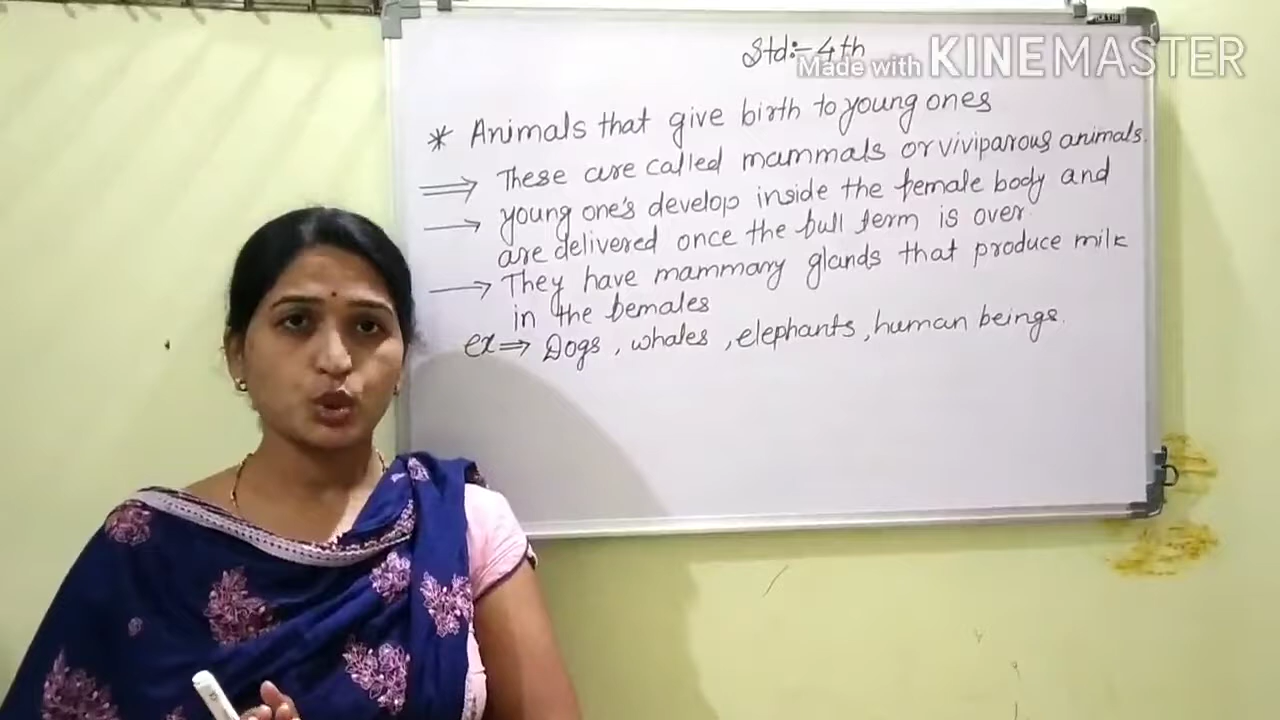 Std:- 4th
Made with KINEMASTER
* Animals that give birth to young ones
⇒ These are called mammals or viviparous animals.
→ young one's develop inside the female body and
are delivered once the full term is over.
→ They have mammary glands that produce milk
in the females
ex⇒ Dogs, whales, elephants, human beings.